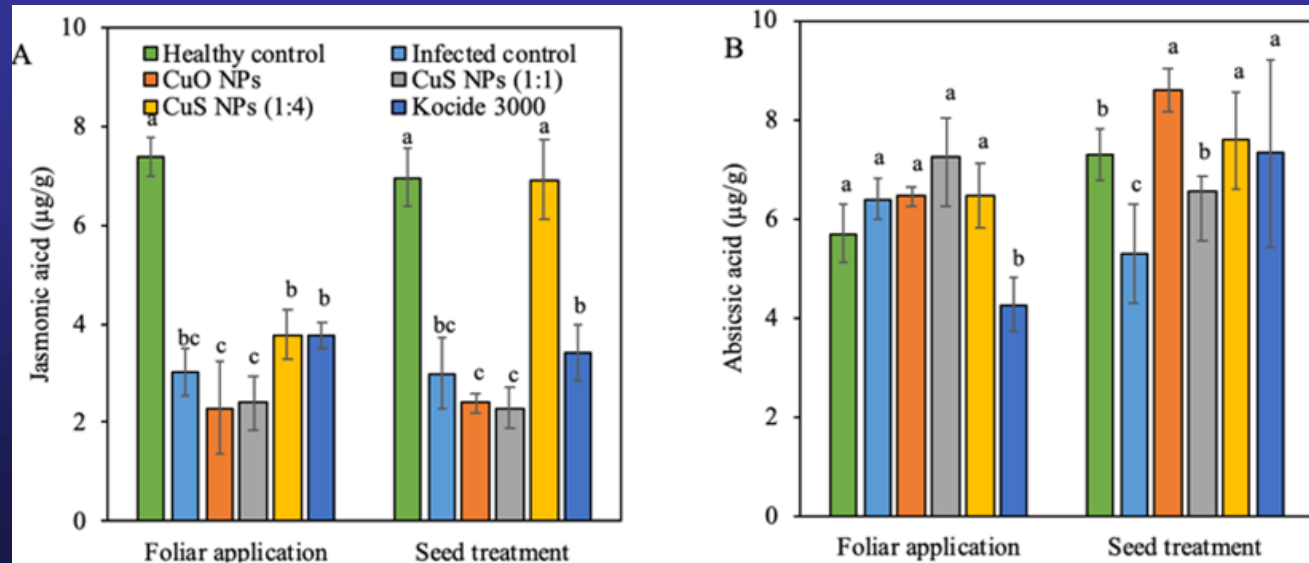 A
Jasmonic aicd (µg/g)
10
8
6
4
2
0
Healthy control
Infected control
CuO NPs
CuS NPs (1:1)
CuS NPs (1:4)
Kocide 3000
a
bc
c
c
b
b
a
bc
c
c
a
b
Foliar application
Seed treatment
B
Absicsic acid (µg/g)
10
8
6
4
2
0
a
a
a
a
a
b
b
c
a
b
a
a
Foliar application
Seed treatment